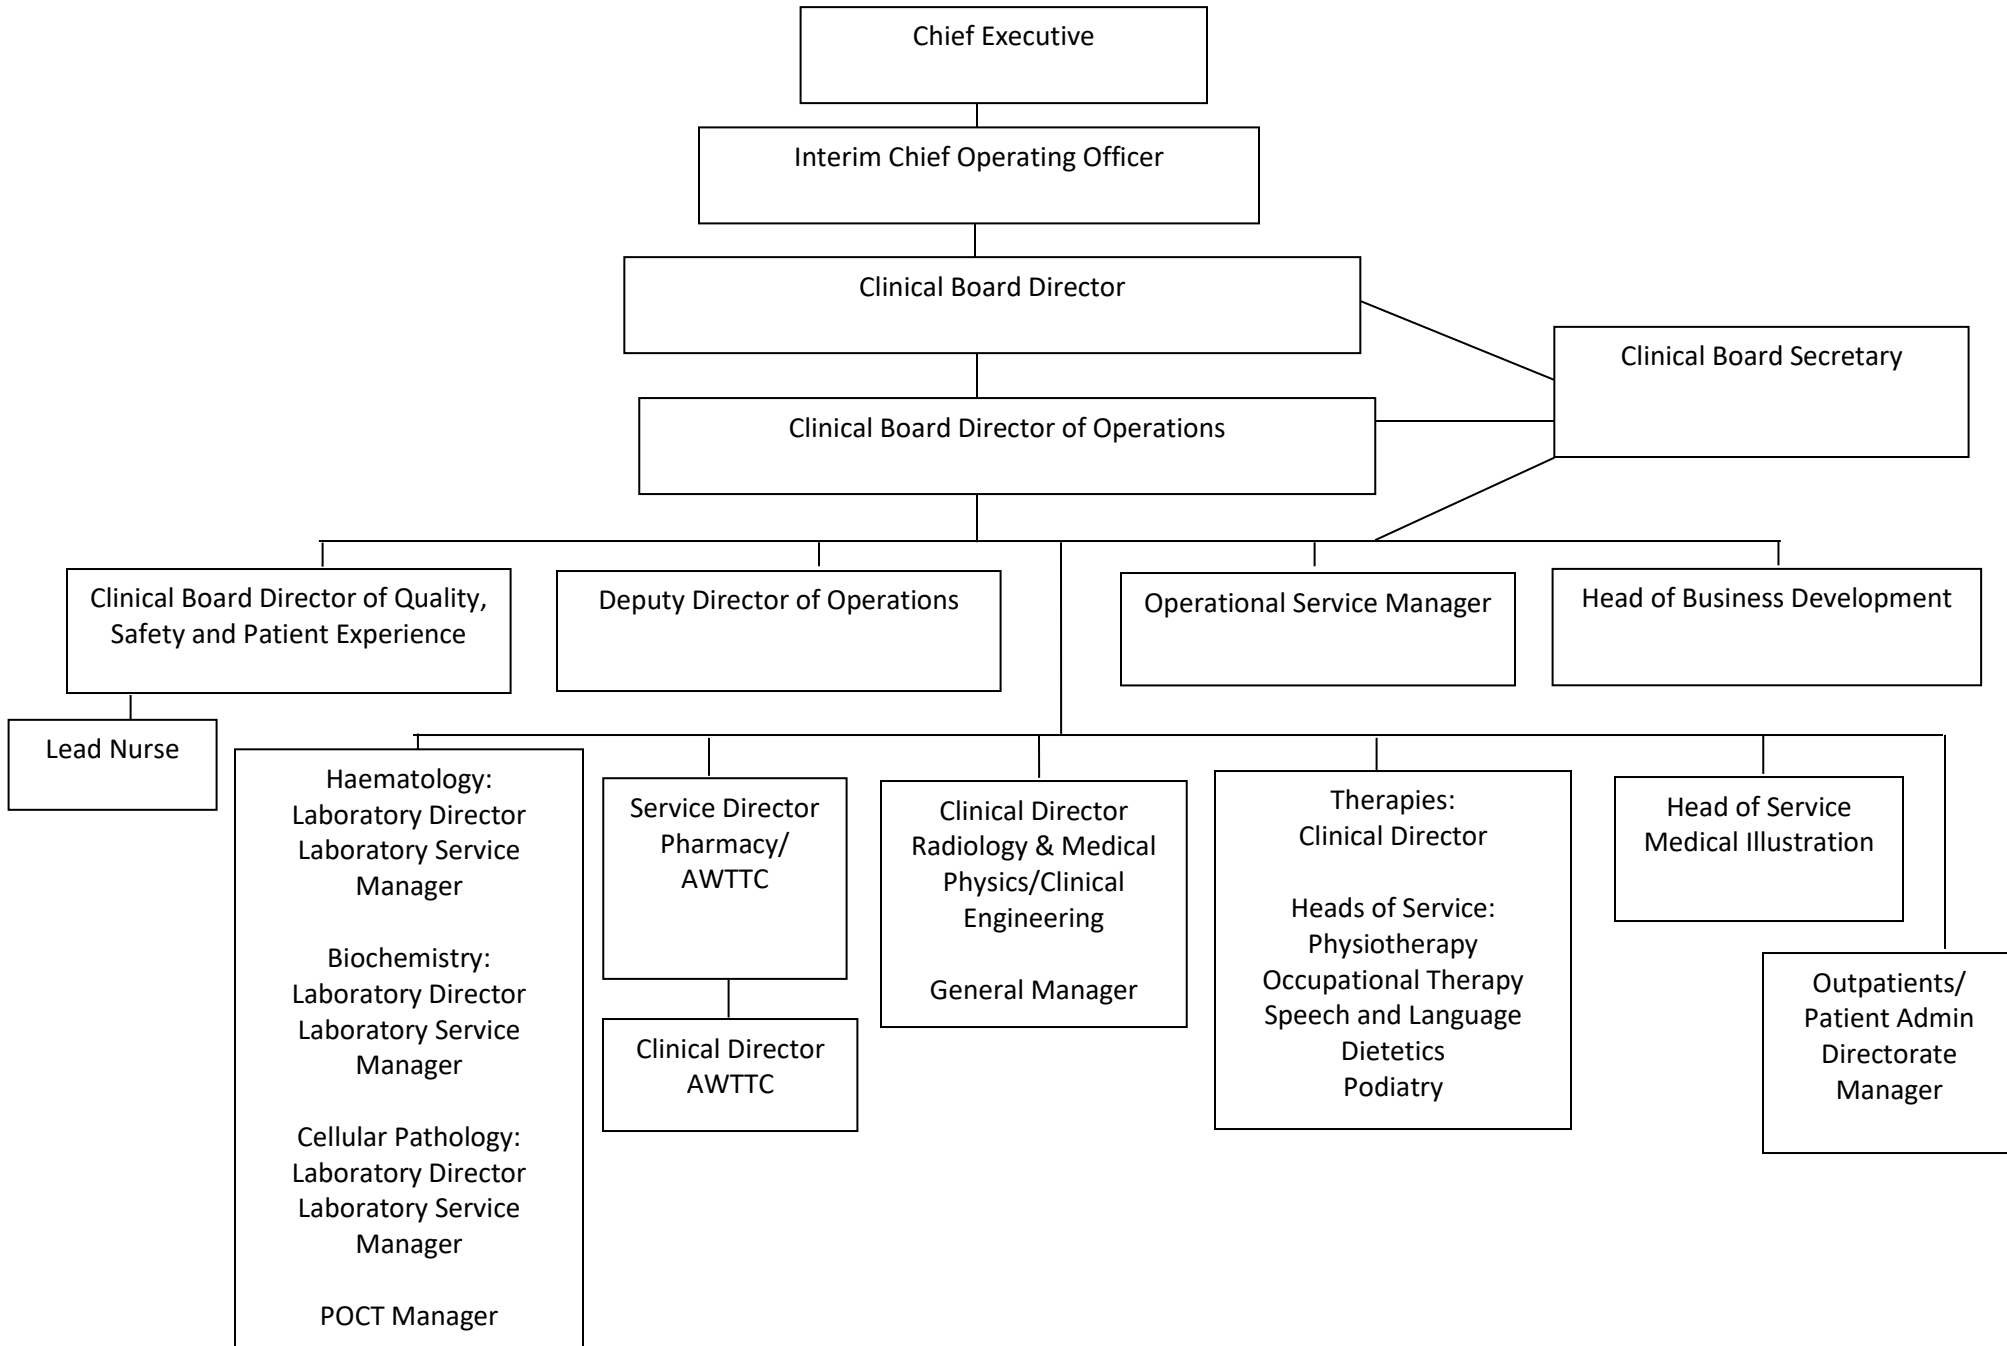 Chief Executive
Interim Chief Operating Officer
Clinical Board Director
Clinical Board Secretary
Clinical Board Director of Operations
Clinical Board Director of Quality,
Safety and Patient Experience
Deputy Director of Operations
Operational Service Manager
Head of Business Development
Lead Nurse
Haematology:
Laboratory Director
Laboratory Service
Manager
Biochemistry:
Laboratory Director
Laboratory Service
Manager
Cellular Pathology:
Laboratory Director
Laboratory Service
Manager
POCT Manager
Service Director
Pharmacy/
AWTTC
Clinical Director
AWTTC
Clinical Director
Radiology & Medical
Physics/Clinical
Engineering
General Manager
Therapies:
Clinical Director
Heads of Service:
Physiotherapy
Occupational Therapy
Speech and Language
Dietetics
Podiatry
Head of Service
Medical Illustration
Outpatients/
Patient Admin
Directorate
Manager